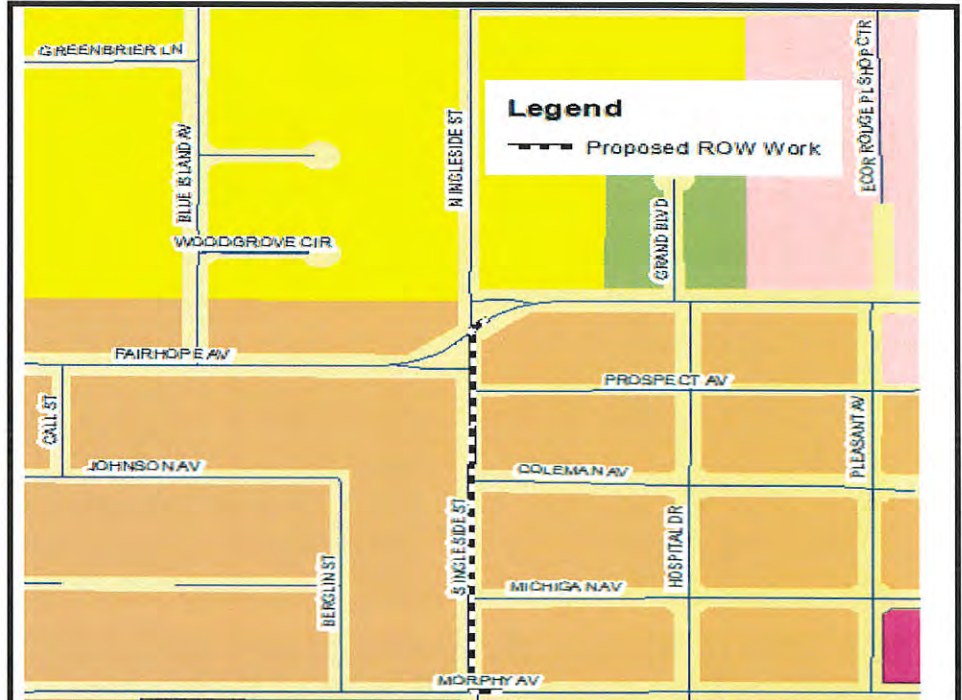 GREENBRIER LN
BLUE ISLAND AV
WOODGROVE CIR
N INGLESIDE ST
Legend
Proposed ROW Work
ECOR ROUGE PL SHOP CTR
GRAND BLVD
FAIRHOPE AV
PROSPECT AV
CALL ST
PLEASANT AV
JOHNSON AV
COLEMAN AV
S INGLESIDE ST
HOSPITAL DR
BERGLIN ST
MICHIGAN AV
MORPHY AV